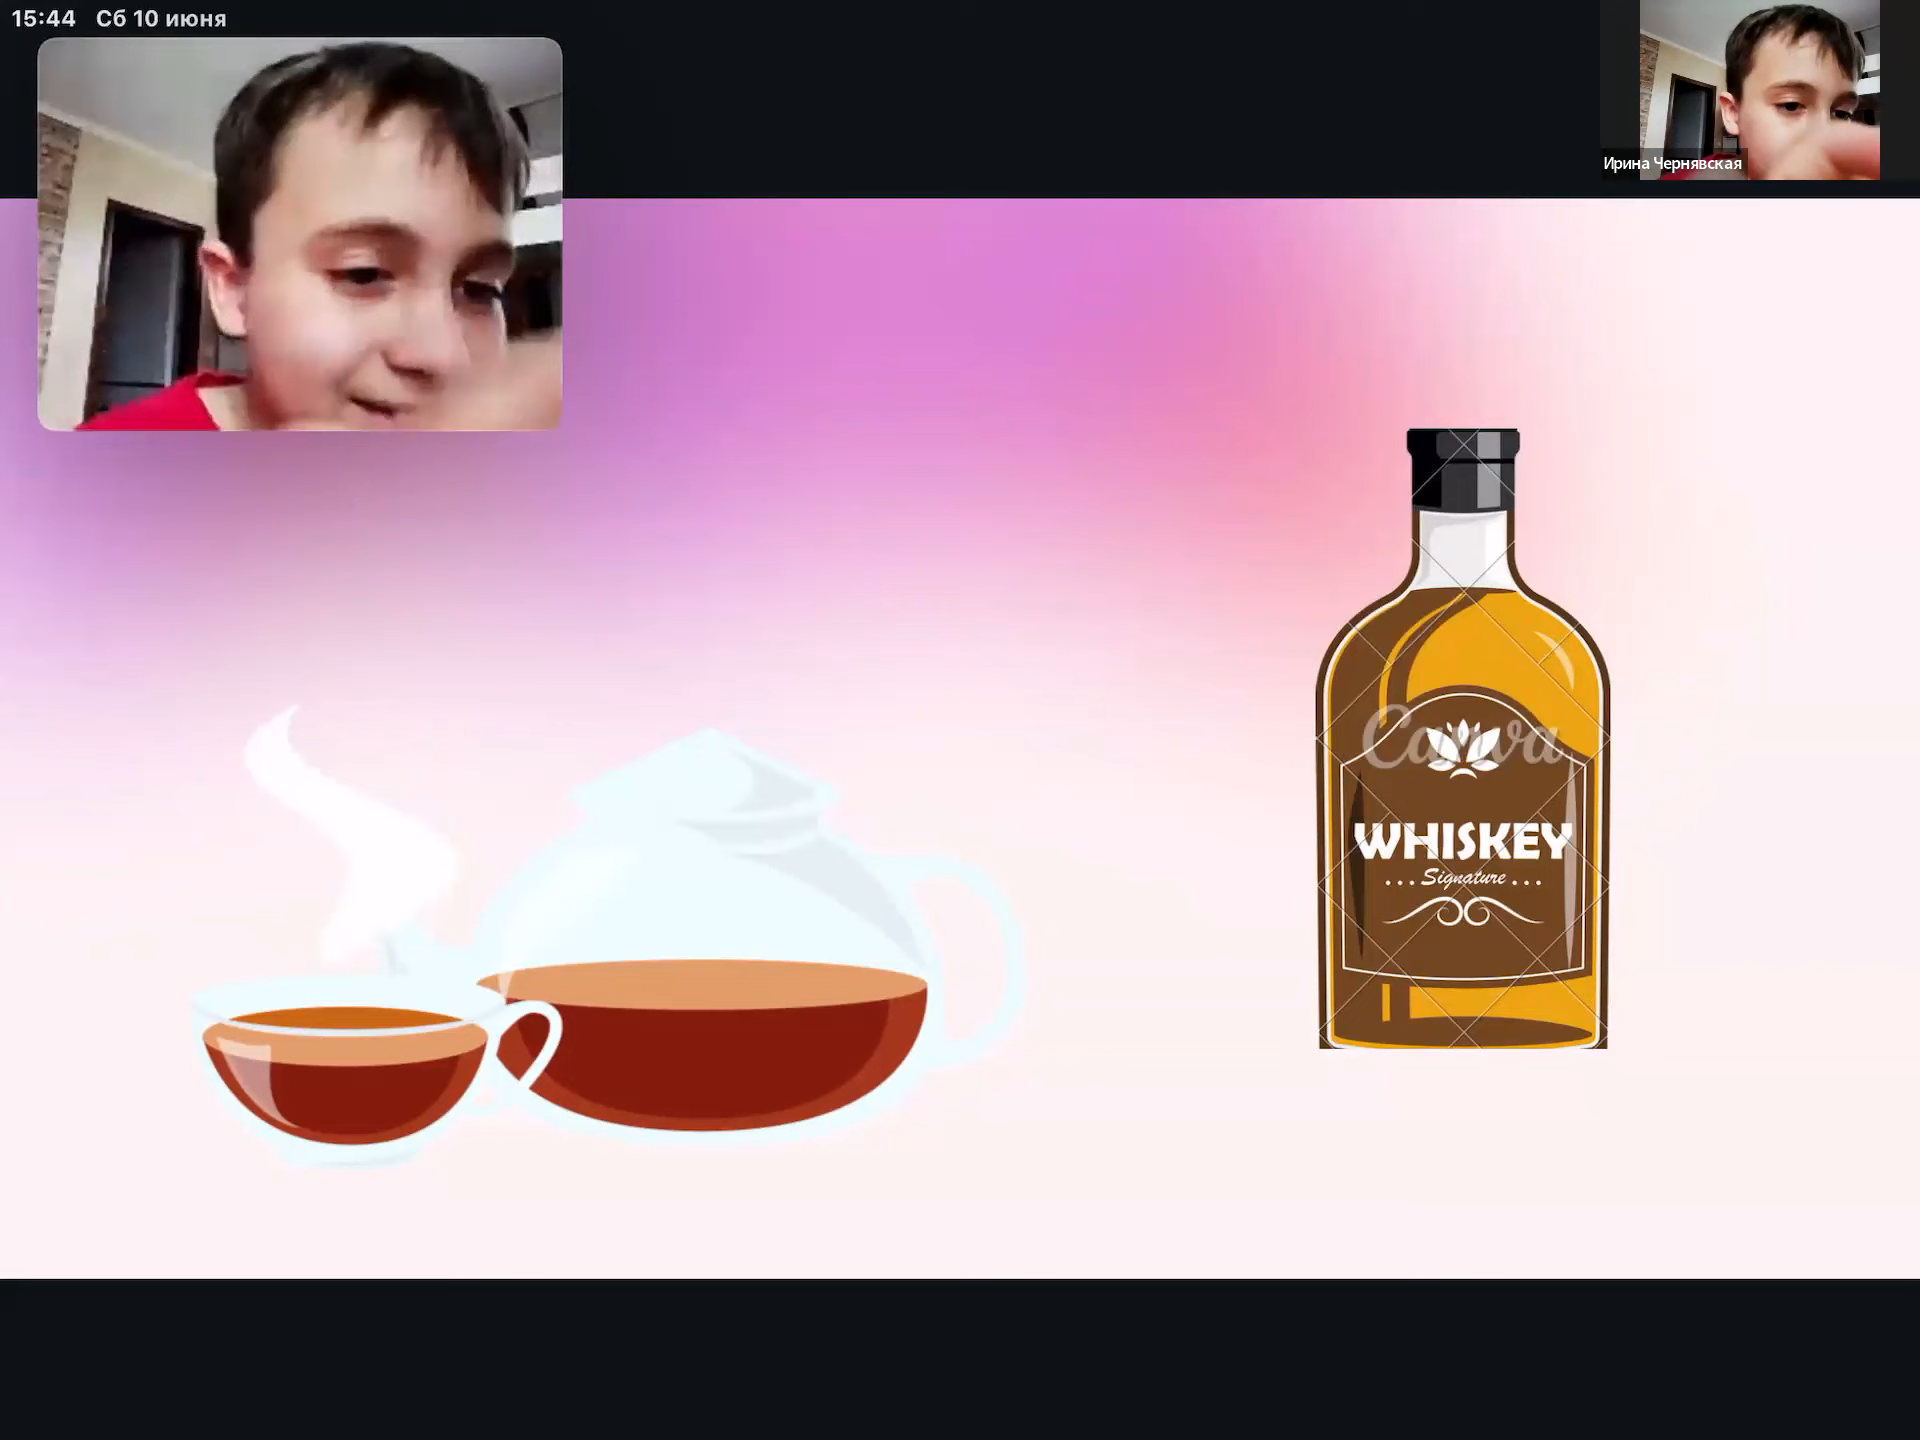 15:44 Сб 10 июня
Ирина Чернявская
Canva
WHISKEY
...Signature...